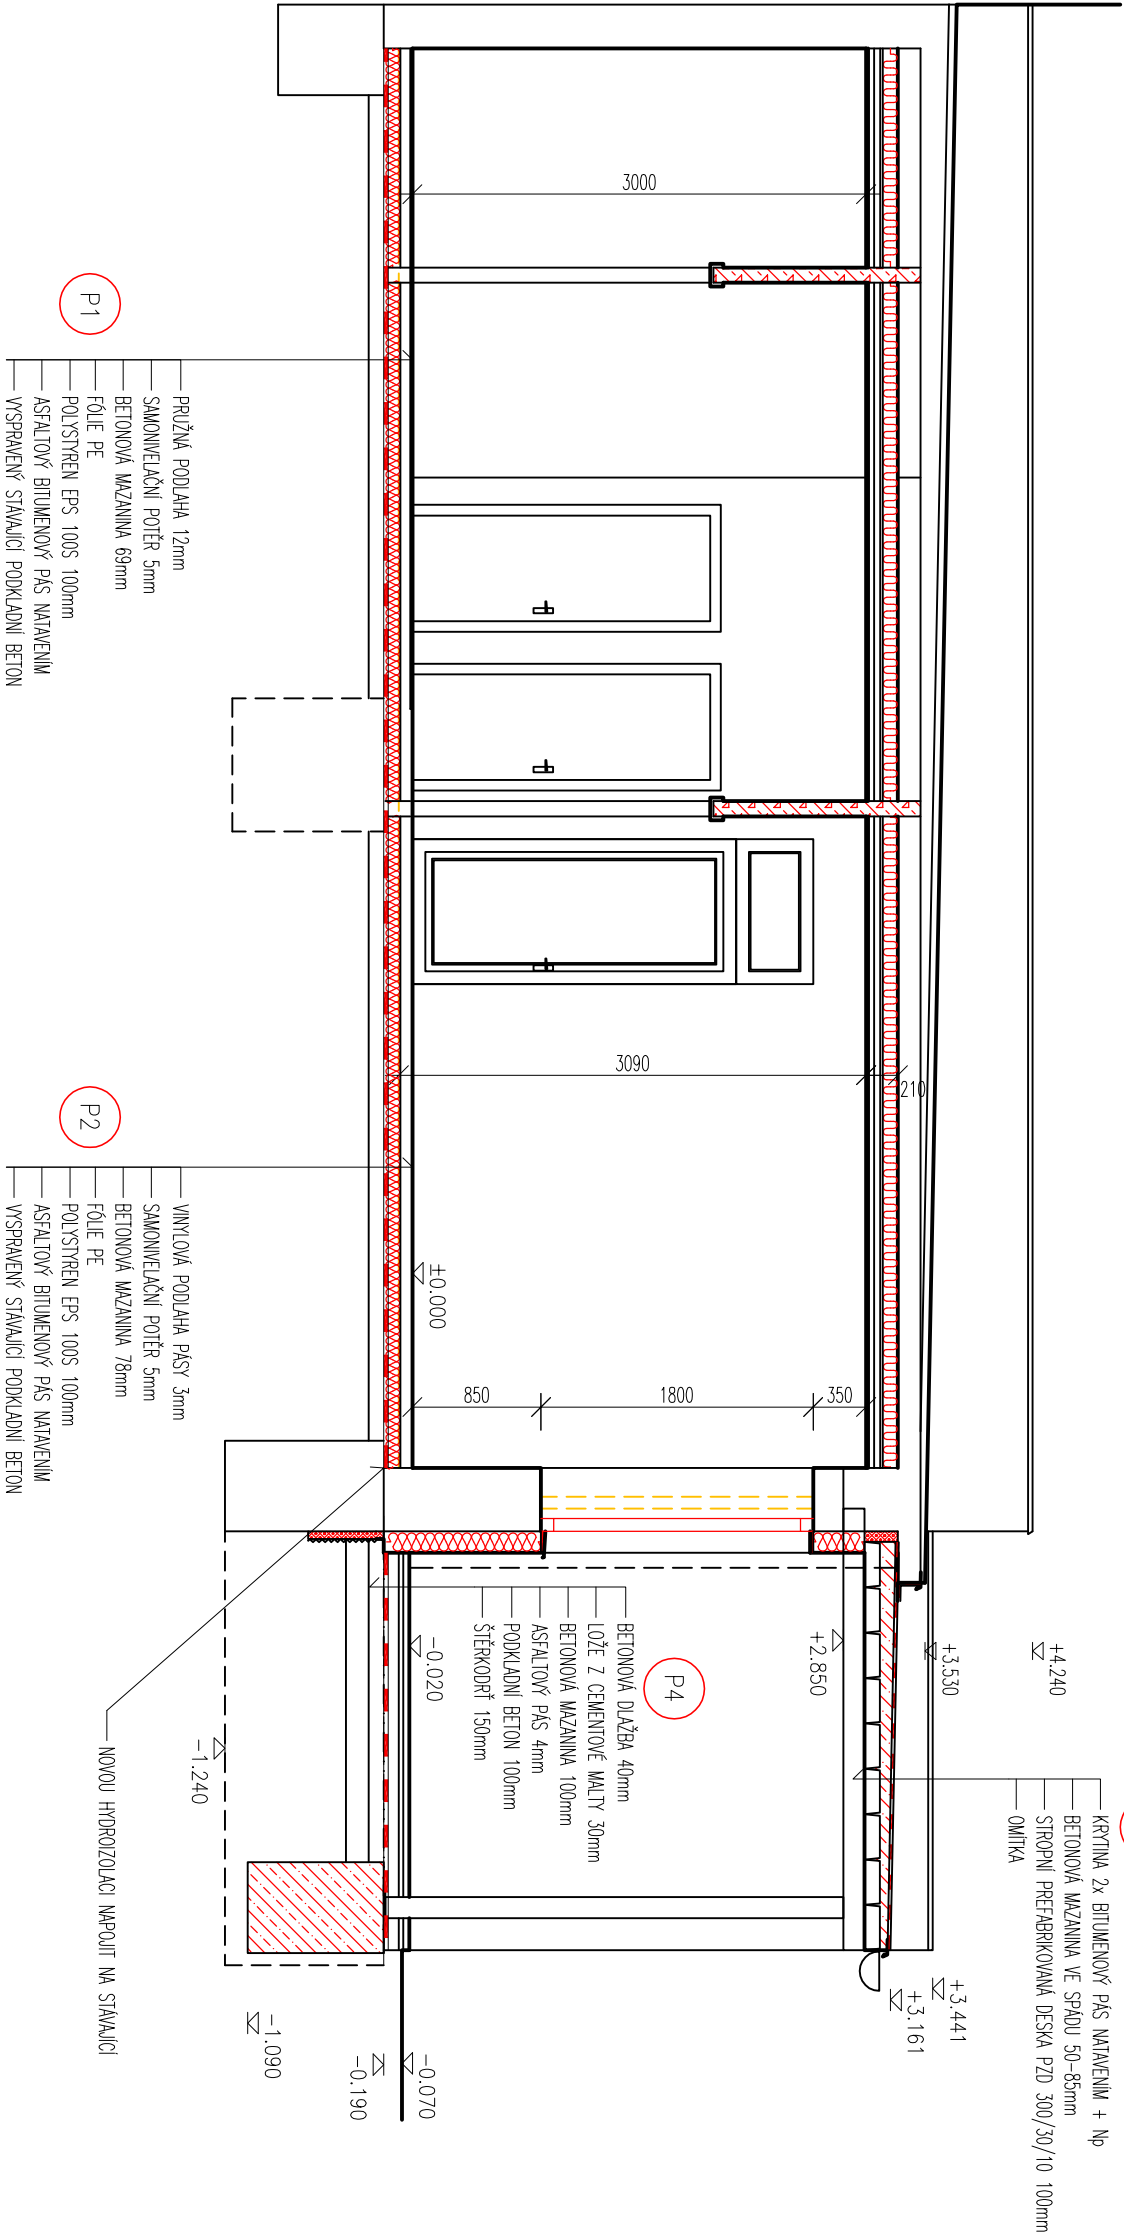 KRYTINA 2x BITUMENOVÝ PÁS NATAVENÍM + Np
BETONOVÁ MAZANINA VE SPÁDU 50-85mm
STROPNÍ PREFABRIKOVANÁ DESKA PZD 300/30/10 100mm
OMÍTKA
+4.240
+3.530
+3.441
+3.161
+2.850
210
3000
3090
350
1800
850
±0.000
P4
BETONOVÁ DLAŽBA 40mm
LOŽE Z CEMENTOVÉ MALTY 30mm
BETONOVÁ MAZANINA 100mm
ASFALTOVÝ PÁS 4mm
PODKLADNÍ BETON 100mm
ŠTĚRKODRŤ 150mm
-0.020
-0.070
-0.190
-1.090
-1.240
NOVOU HYDROIZOLACI NAPOJIT NA STÁVAJÍCÍ
P1
PRUŽNÁ PODLAHA 12mm
SAMONIVELAČNÍ POTĚR 5mm
BETONOVÁ MAZANINA 69mm
FÓLIE PE
POLYSTYREN EPS 100S 100mm
ASFALTOVÝ BITUMENOVÝ PÁS NATAVENÍM
VYSPRAVENÝ STÁVAJÍCÍ PODKLADNÍ BETON
P2
VINYLOVÁ PODLAHA PÁSY 3mm
SAMONIVELAČNÍ POTĚR 5mm
BETONOVÁ MAZANINA 78mm
FÓLIE PE
POLYSTYREN EPS 100S 100mm
ASFALTOVÝ BITUMENOVÝ PÁS NATAVENÍM
VYSPRAVENÝ STÁVAJÍCÍ PODKLADNÍ BETON